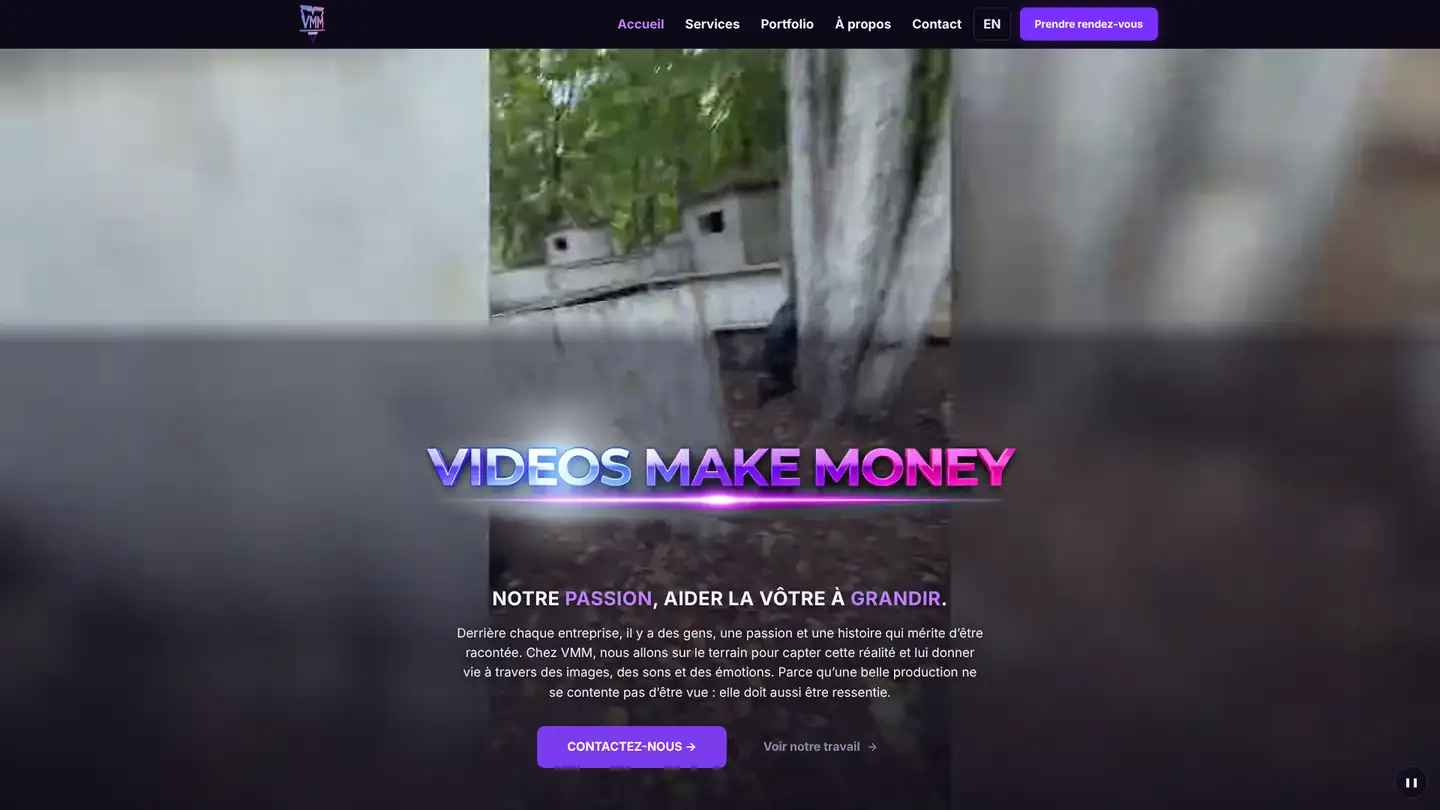 VMM
Accueil
Services
Portfolio
À propos
Contact
EN
Prendre rendez-vous
VIDEOS MAKE MONEY
NOTRE PASSION, AIDER LA VÔTRE À GRANDIR.
Derrière chaque entreprise, il y a des gens, une passion et une histoire qui mérite d’être
racontée. Chez VMM, nous allons sur le terrain pour capter cette réalité et lui donner
vie à travers des images, des sons et des émotions. Parce qu’une belle production ne
se contente pas d’être vue : elle doit aussi être ressentie.
CONTACTEZ-NOUS →
Voir notre travail →